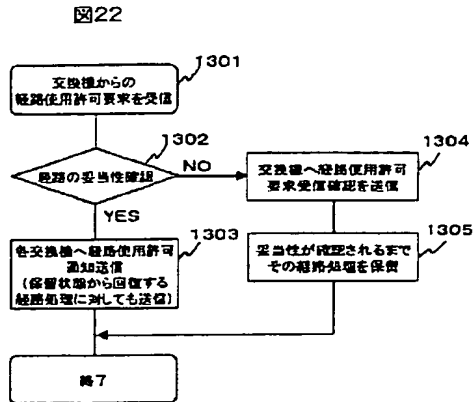 図22
交換機からの
経路使用許可要求を受信
1301
経路の妥当性確認
1302
NO
YES
各交換機へ経路使用許可
通知送信
(保留状態から回復する
経路処理に対しても送信)
1303
交換機へ経路使用許可
要求受信確認を送信
1304
妥当性が確認されるまで
その経路処理を保留
1305
終了